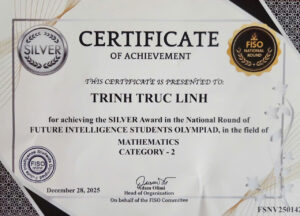 SILVER
CERTIFICATE
OF ACHIEVEMENT
FISO
NATIONAL
ROUND
THIS CERTIFICATE IS PRESENTED TO:
TRINH TRUC LINH
for achieving the SILVER Award in the National Round of
FUTURE INTELLIGENCE STUDENTS OLYMPIAD, in the field of
MATHEMATICS
CATEGORY - 2
FISO
December 28, 2025
Head of Organization
On behalf of the FISO Committee